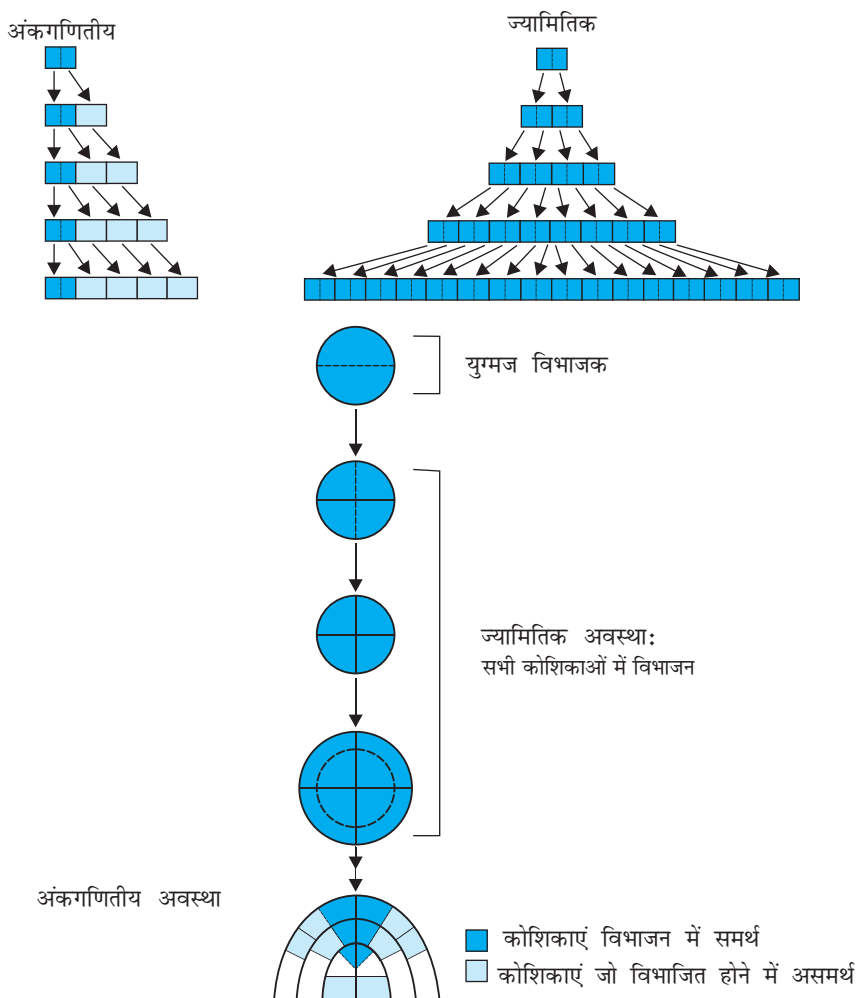 अंकगणितीय
ज्यामितिक
युग्मज विभाजक
ज्यामितिक अवस्था:
सभी कोशिकाओं में विभाजन
अंकगणितीय अवस्था
कोशिकाएं विभाजन में समर्थ
कोशिकाएं जो विभाजित होने में असमर्थ